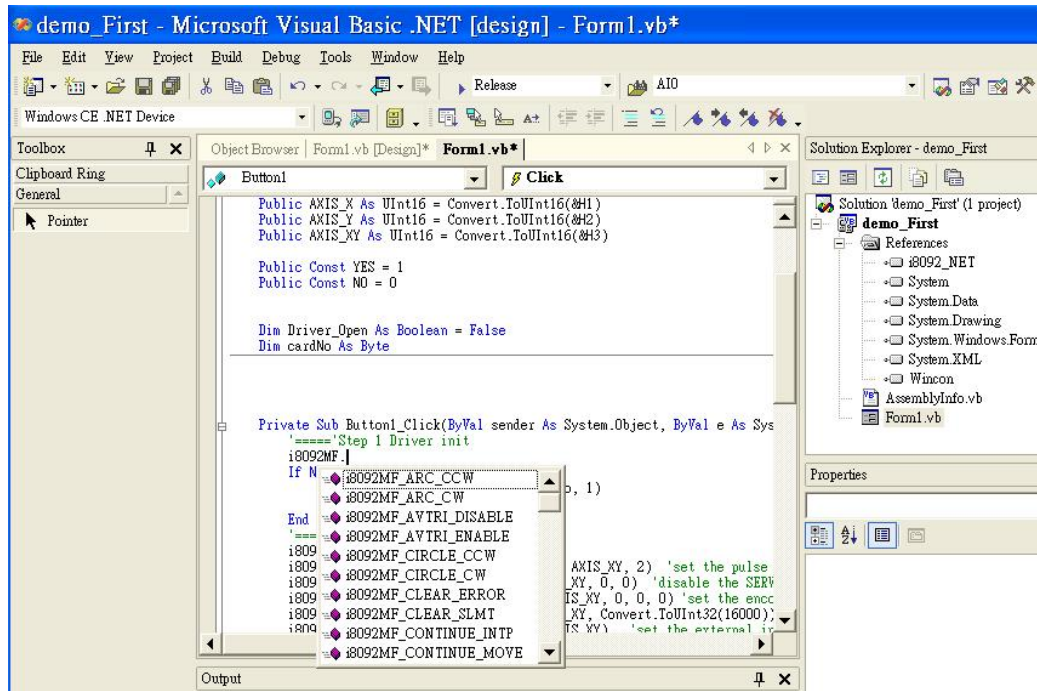 demo_First - Microsoft Visual Basic .NET [design] - Form1.vb*
File Edit View Project Build Debug Tools Window Help
Release
AIO
Windows CE .NET Device
Toolbox
Clipboard Ring
General
Pointer
Object Browser
Form1.vb [Design]*
Form1.vb*
Button1
Click
Public AXIS_X As UInt16 = Convert.ToUInt16(&H1)
Public AXIS_Y As UInt16 = Convert.ToUInt16(&H2)
Public AXIS_XY As UInt16 = Convert.ToUInt16(&H3)
Public Const YES = 1
Public Const NO = 0
Dim Driver_Open As Boolean = False
Dim cardNo As Byte
Private Sub Button1_Click(ByVal sender As System.Object, ByVal e As Sys
'====='Step 1 Driver init
i8092MF.
If N
, 1)
End
'===
i809
i809 AXIS_XY, 2) 'set the pulse
i809 _XY, 0, 0) 'disable the SERV
i809 IS_XY, 0, 0, 0) 'set the enco
i809 _XY, Convert.ToUInt32(16000))
i809 IS_XY) 'set the external in
i8092MF_ARC_CCW
i8092MF_ARC_CW
i8092MF_AVTRI_DISABLE
i8092MF_AVTRI_ENABLE
i8092MF_CIRCLE_CCW
i8092MF_CIRCLE_CW
i8092MF_CLEAR_ERROR
i8092MF_CLEAR_SLMT
i8092MF_CONTINUE_INTP
i8092MF_CONTINUE_MOVE
Output
Solution Explorer - demo_First
Solution 'demo_First' (1 project)
demo_First
References
i8092_NET
System
System.Data
System.Drawing
System.Windows.Form
System.XML
Wincon
AssemblyInfo.vb
Form1.vb
Properties